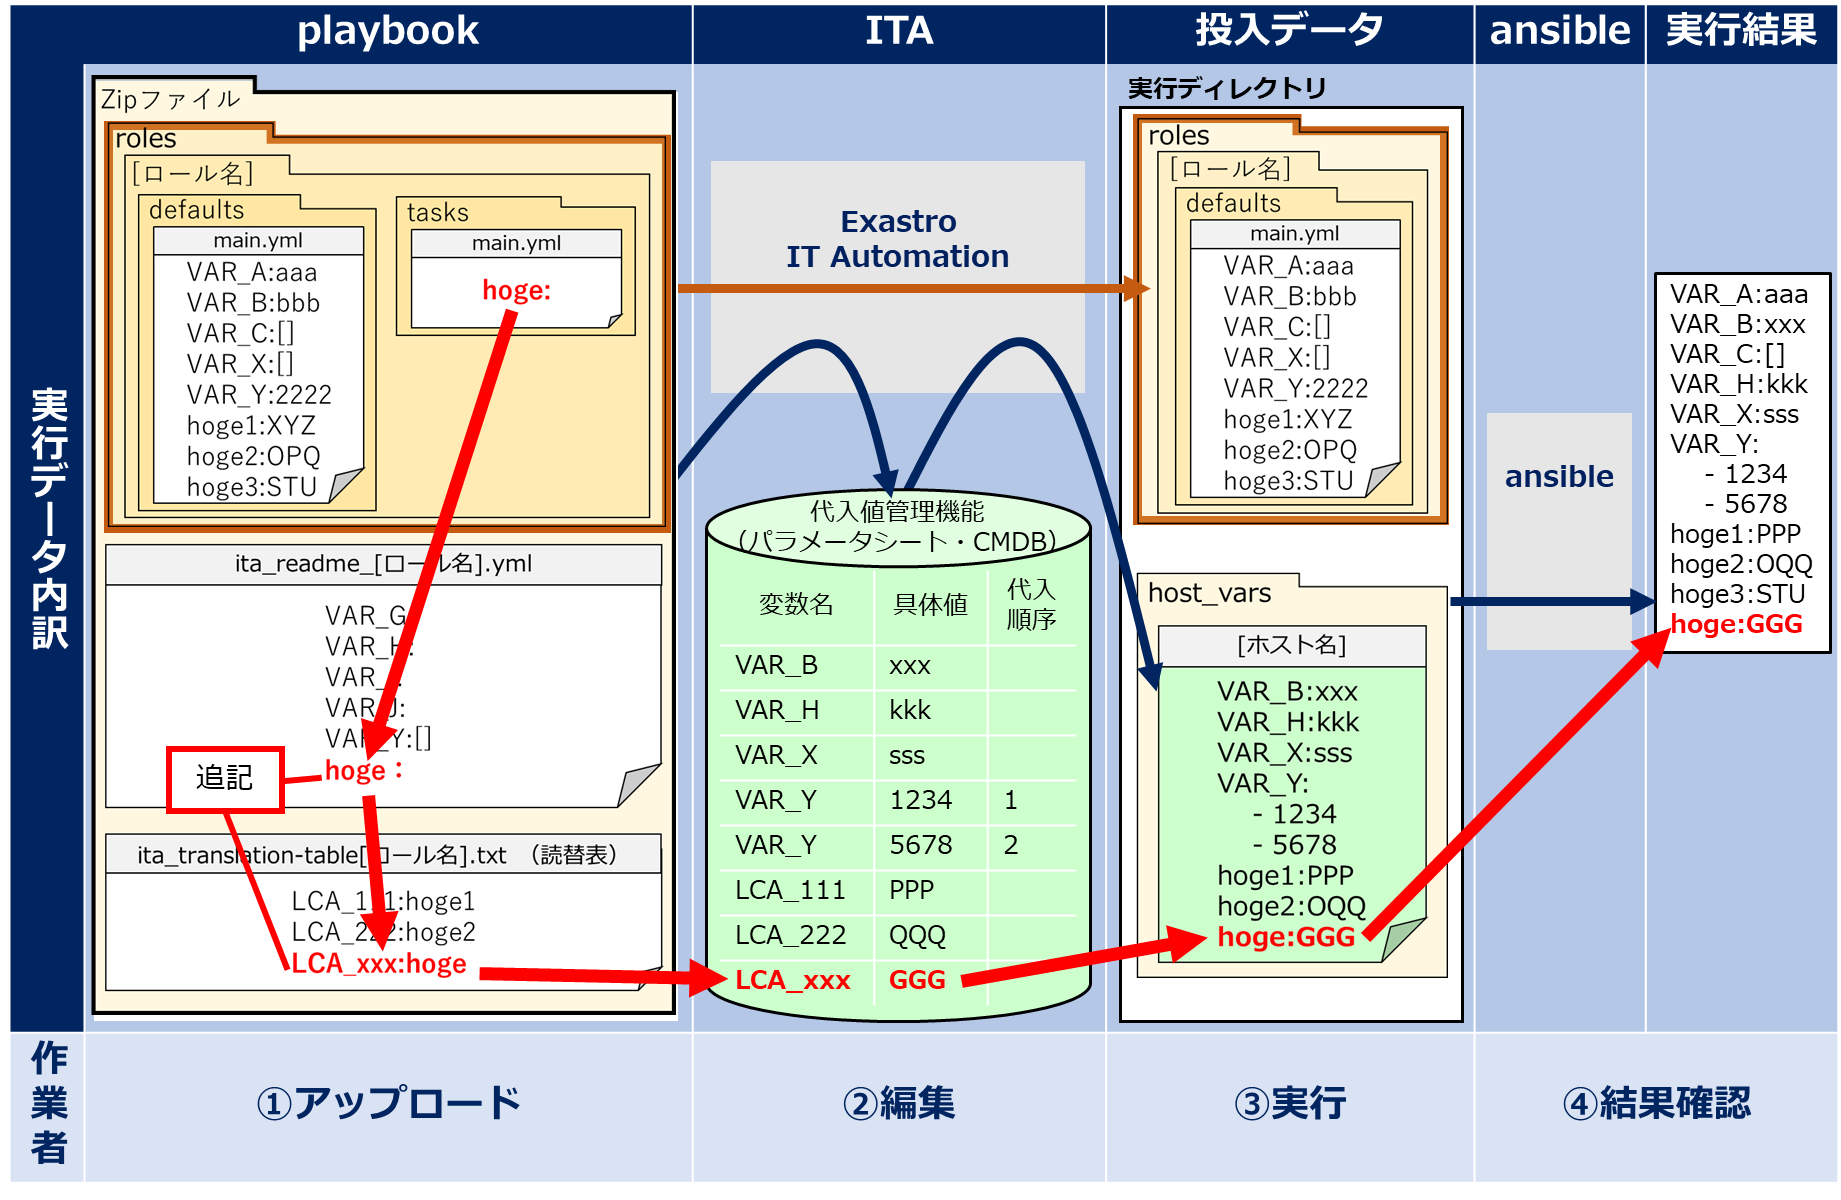 playbook
ITA
投入データ
ansible
実行結果
実行データ内訳
Zipファイル
roles
[ロール名]
defaults
main.yml
VAR_A:aaa
VAR_B:bbb
VAR_C:[]
VAR_X:[]
VAR_Y:2222
hoge1:XYZ
hoge2:OPQ
hoge3:STU
tasks
main.yml
hoge:
ita_readme_[ロール名].yml
VAR_G
VAR_H:
VAR_
VAR_J:
VAR_Y:[]
hoge：
追記
ita_translation-table[ロール名].txt （読替表）
LCA_111:hoge1
LCA_222:hoge2
LCA_xxx:hoge
Exastro
IT Automation
代入値管理機能
（パラメータシート・CMDB）
変数名 具体値 代入
順序
VAR_B xxx
VAR_H kkk
VAR_X sss
VAR_Y 1234 1
VAR_Y 5678 2
LCA_111 PPP
LCA_222 QQQ
LCA_xxx GGG
実行ディレクトリ
roles
[ロール名]
defaults
main.yml
VAR_A:aaa
VAR_B:bbb
VAR_C:[]
VAR_X:[]
VAR_Y:2222
hoge1:XYZ
hoge2:OPQ
hoge3:STU
host_vars
[ホスト名]
VAR_B:xxx
VAR_H:kkk
VAR_X:sss
VAR_Y:
- 1234
- 5678
hoge1:PPP
hoge2:OQQ
hoge:GGG
ansible
VAR_A:aaa
VAR_B:xxx
VAR_C:[]
VAR_H:kkk
VAR_X:sss
VAR_Y:
- 1234
- 5678
hoge1:PPP
hoge2:OQQ
hoge3:STU
hoge:GGG
作業者
①アップロード
②編集
③実行
④結果確認